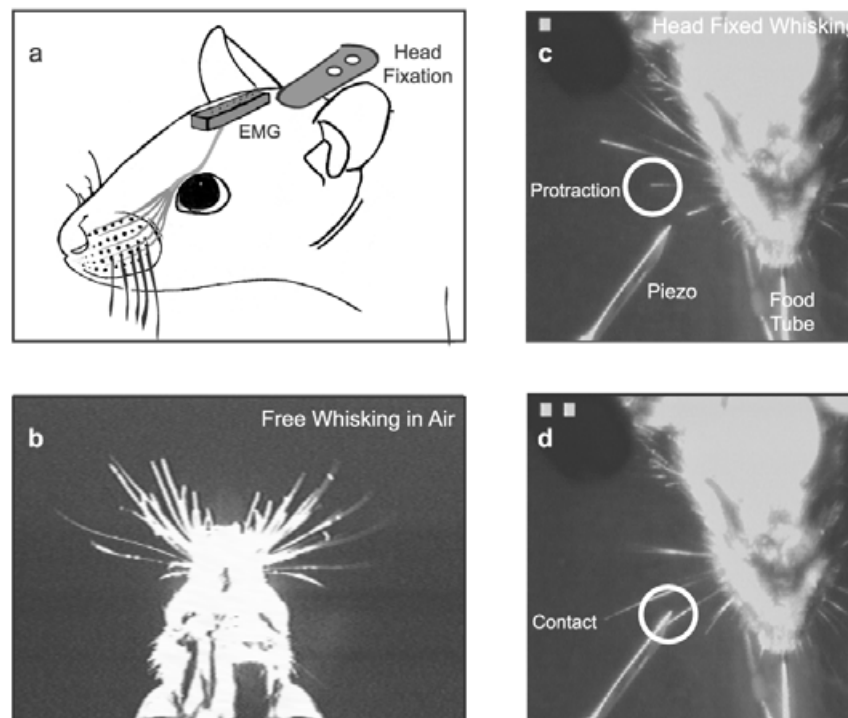 a
Head
Fixation
EMG
b
Free Whisking in Air
c
Head Fixed Whisking
Protraction
Piezo
Food
Tube
d
Contact